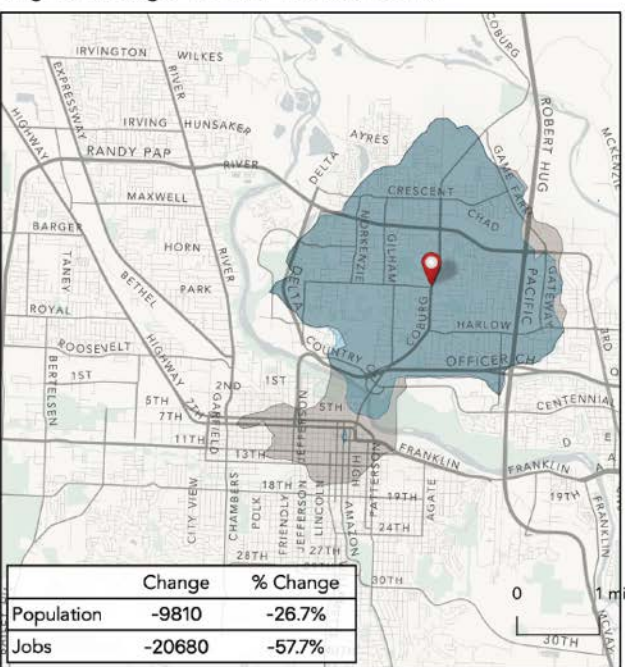 COBURG
IRVINGTON
WILKES
EXPRESSWAY
RIVER
HIGHWAY
IRVING
HUNSAKER
AYRES
ROBERT HUG
RANDY PAP
RIVER
DELTA
GAME FARM
MAXWELL
CRESCENT
CHAD
BARGER
NORKENZIE
GILHAM
TANEY
HORN
RIVER
BETHEL
PARK
DELTA
PACIFIC
GATEWAY
ROYAL
COBURG
HARLOW
ROOSEVELT
HIGHWAY
COUNTRY
OFFICER CH
3RD
BERTELSEN
1ST
2ND
1ST
5TH
7TH
7TH
GARFIELD
JEFFERSON
5TH
CENTENNIAL
11TH
13TH
FRANKLIN
FRANKLIN
HIGH
PATTERSON
CITY VIEW
CHAMBERS
POLK
FRIENDLY
JEFFERSON
LINCOLN
18TH
AMAZON
19TH
24TH
AGATE
19TH
FRANKLIN
28TH
27TH
30TH
30TH
MCVAY
0 1 mi
Change % Change
Population -9810 -26.7%
Jobs -20680 -57.7%